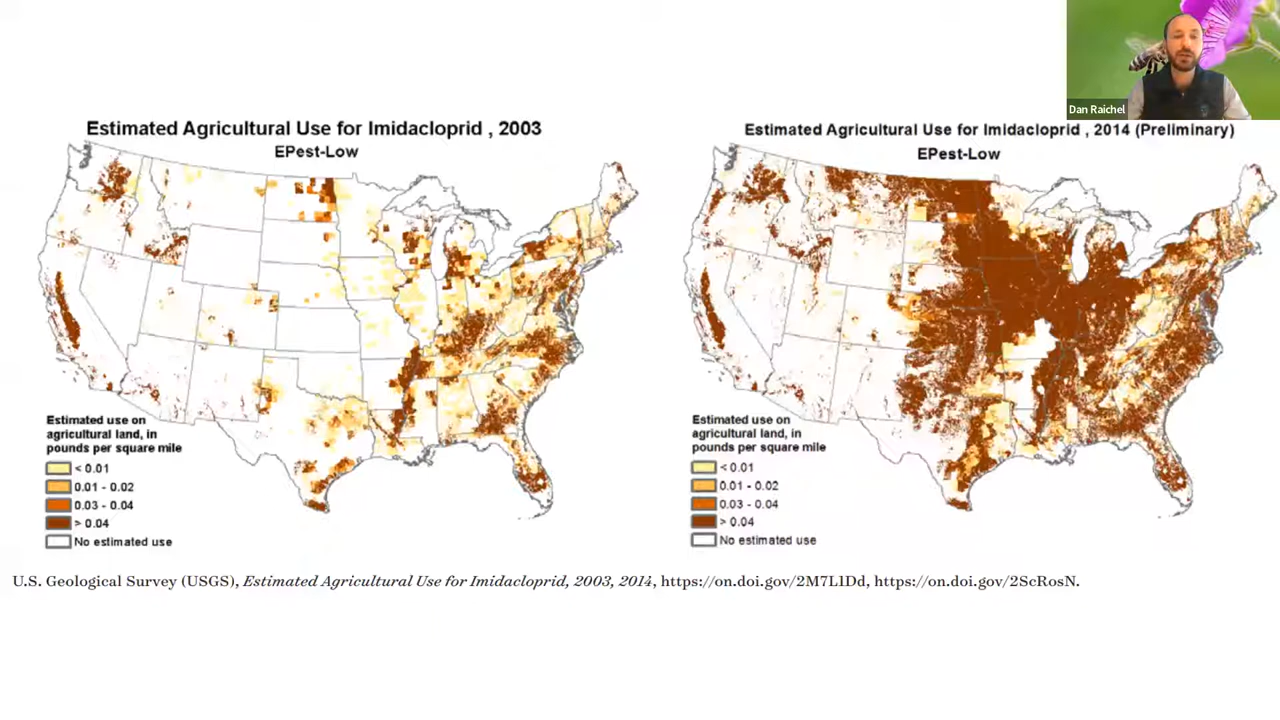 Dan Raichel
Estimated Agricultural Use for Imidacloprid , 2003
EPest-Low
Estimated use on
agricultural land, in
pounds per square mile
< 0.01
0.01 - 0.02
0.03 - 0.04
> 0.04
No estimated use
Estimated Agricultural Use for Imidacloprid , 2014 (Preliminary)
EPest-Low
Estimated use on
agricultural land, in
pounds per square mile
< 0.01
0.01 - 0.02
0.03 - 0.04
> 0.04
No estimated use
U.S. Geological Survey (USGS), Estimated Agricultural Use for Imidacloprid, 2003, 2014, https://on.doi.gov/2M7L1Dd, https://on.doi.gov/2ScRosN.